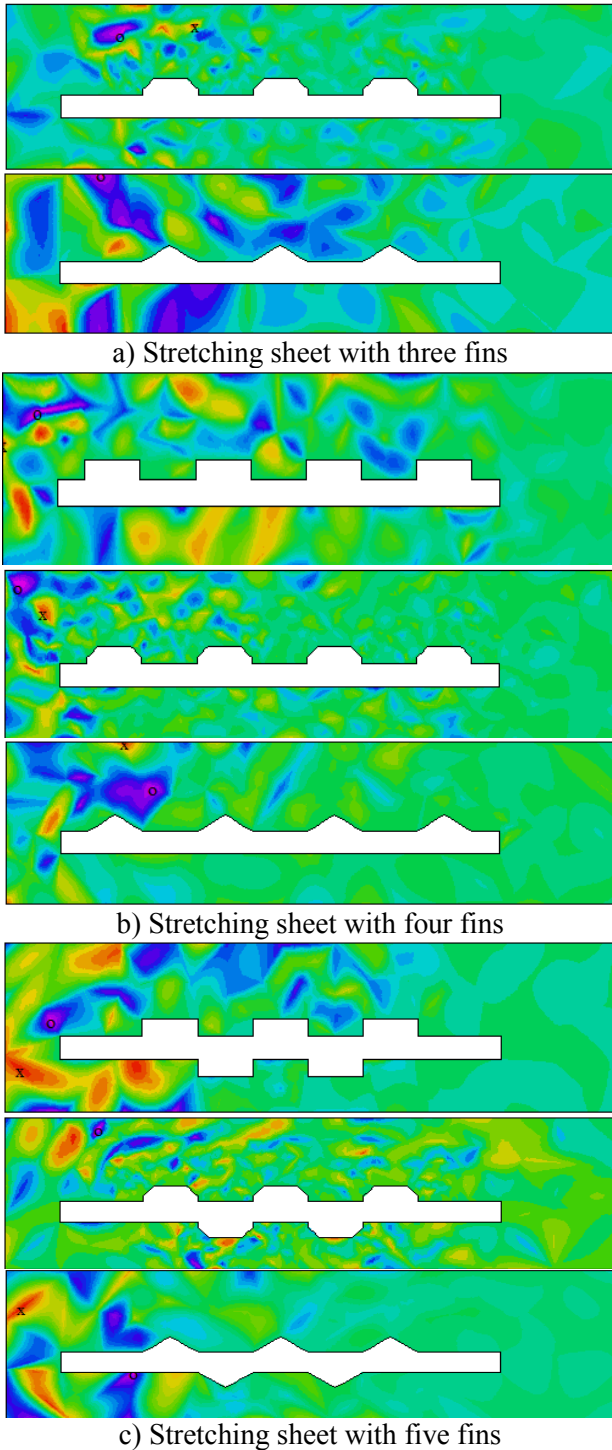 o x
o
a) Stretching sheet with three fins
o
o
x
x
o
b) Stretching sheet with four fins
o
x
o
x
o
c) Stretching sheet with five fins